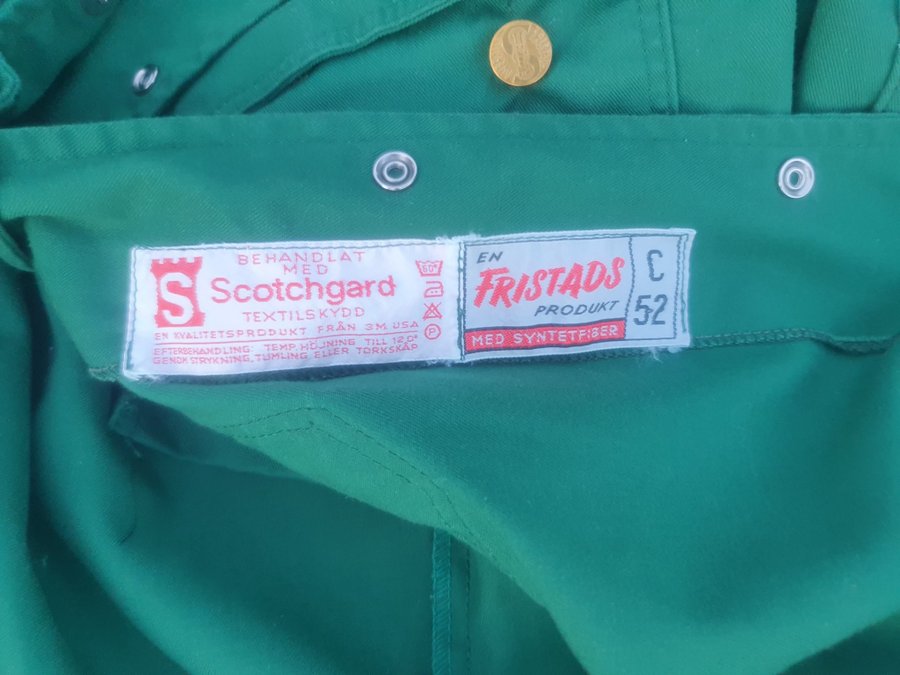 S
BEHANDLAT
MED
Scotchgard
TEXTILSKYDD
EN KVALITETSPRODUKT FRÅN 3M USA
EFTERBEHANDLING: TEMP. HÖJNING TILL 120°
GENOM STRYKNING, TUMLING ELLER TORKSKÅP
60°
P
EN
FRISTADS
PRODUKT
MED SYNTETFIBER
C
52